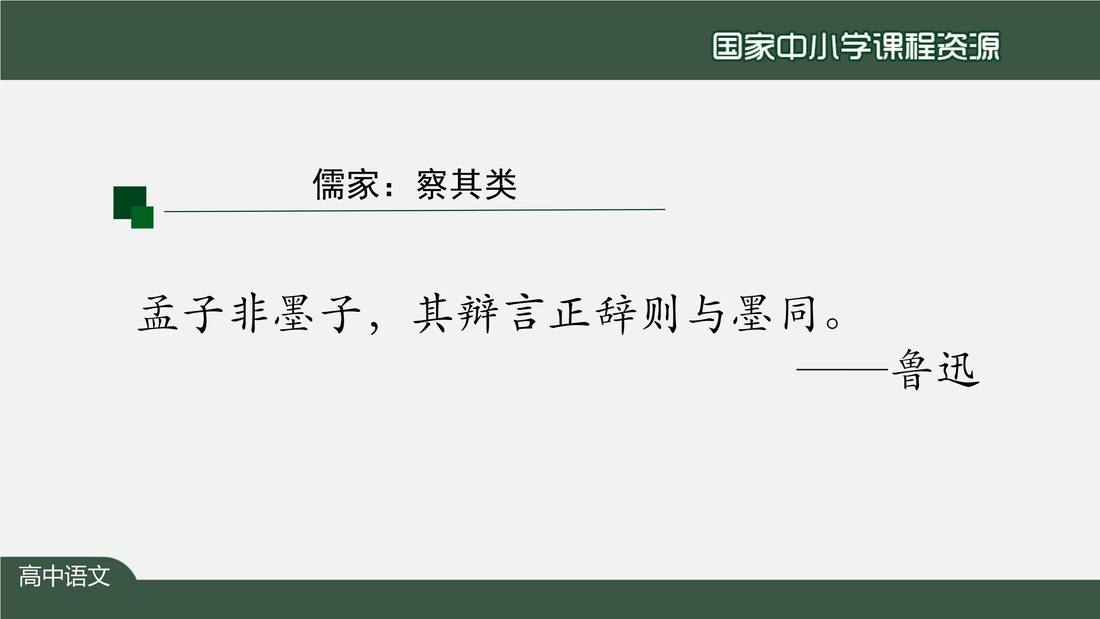 国家中小学课程资源
儒家：察其类
孟子非墨子，其辩言正辞则与墨同。
——鲁迅
高中语文